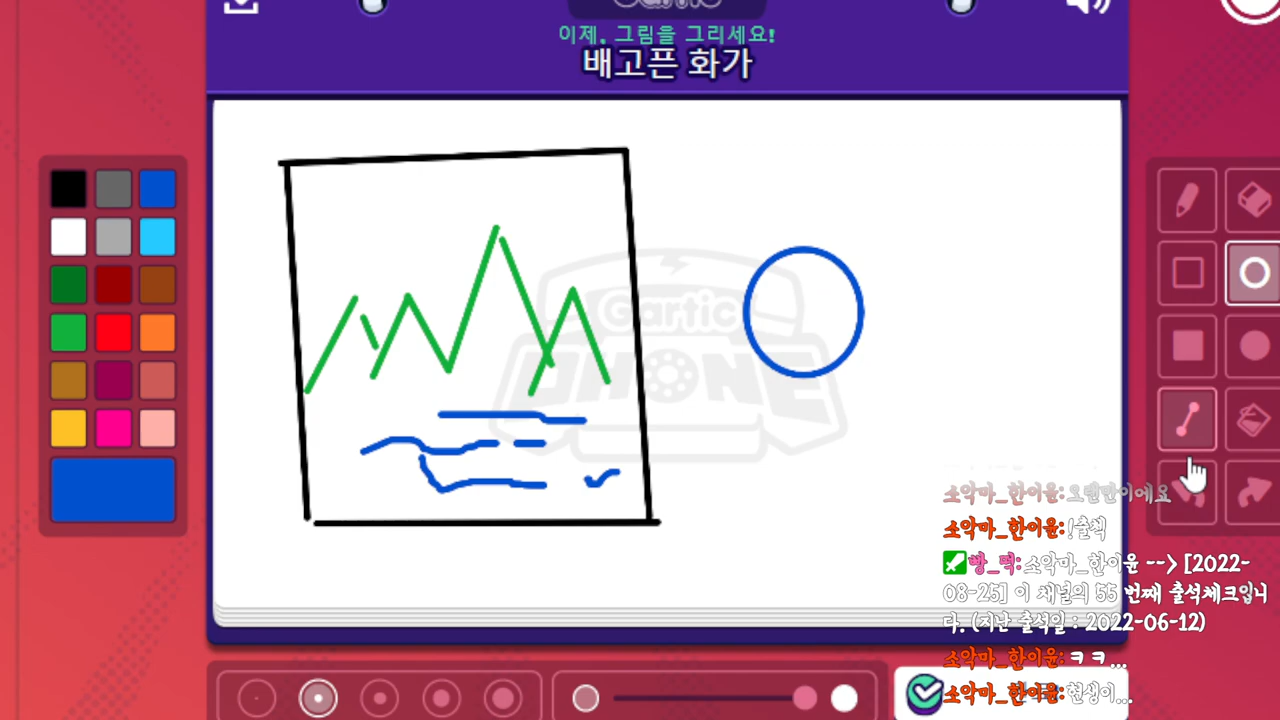 이제, 그림을 그리세요!
배고픈 화가
Gartic
PHONE
소악마_한이윤:오랜만이에요
소악마_한이윤:!출첵
빵_떡:소악마_한이윤 --> [2022-
08-25] 이 채널의 55 번째 출석체크입니
다. (지난 출석일 : 2022-06-12)
소악마_한이윤:ㅋㅋ...
소악마_한이윤:현생이...